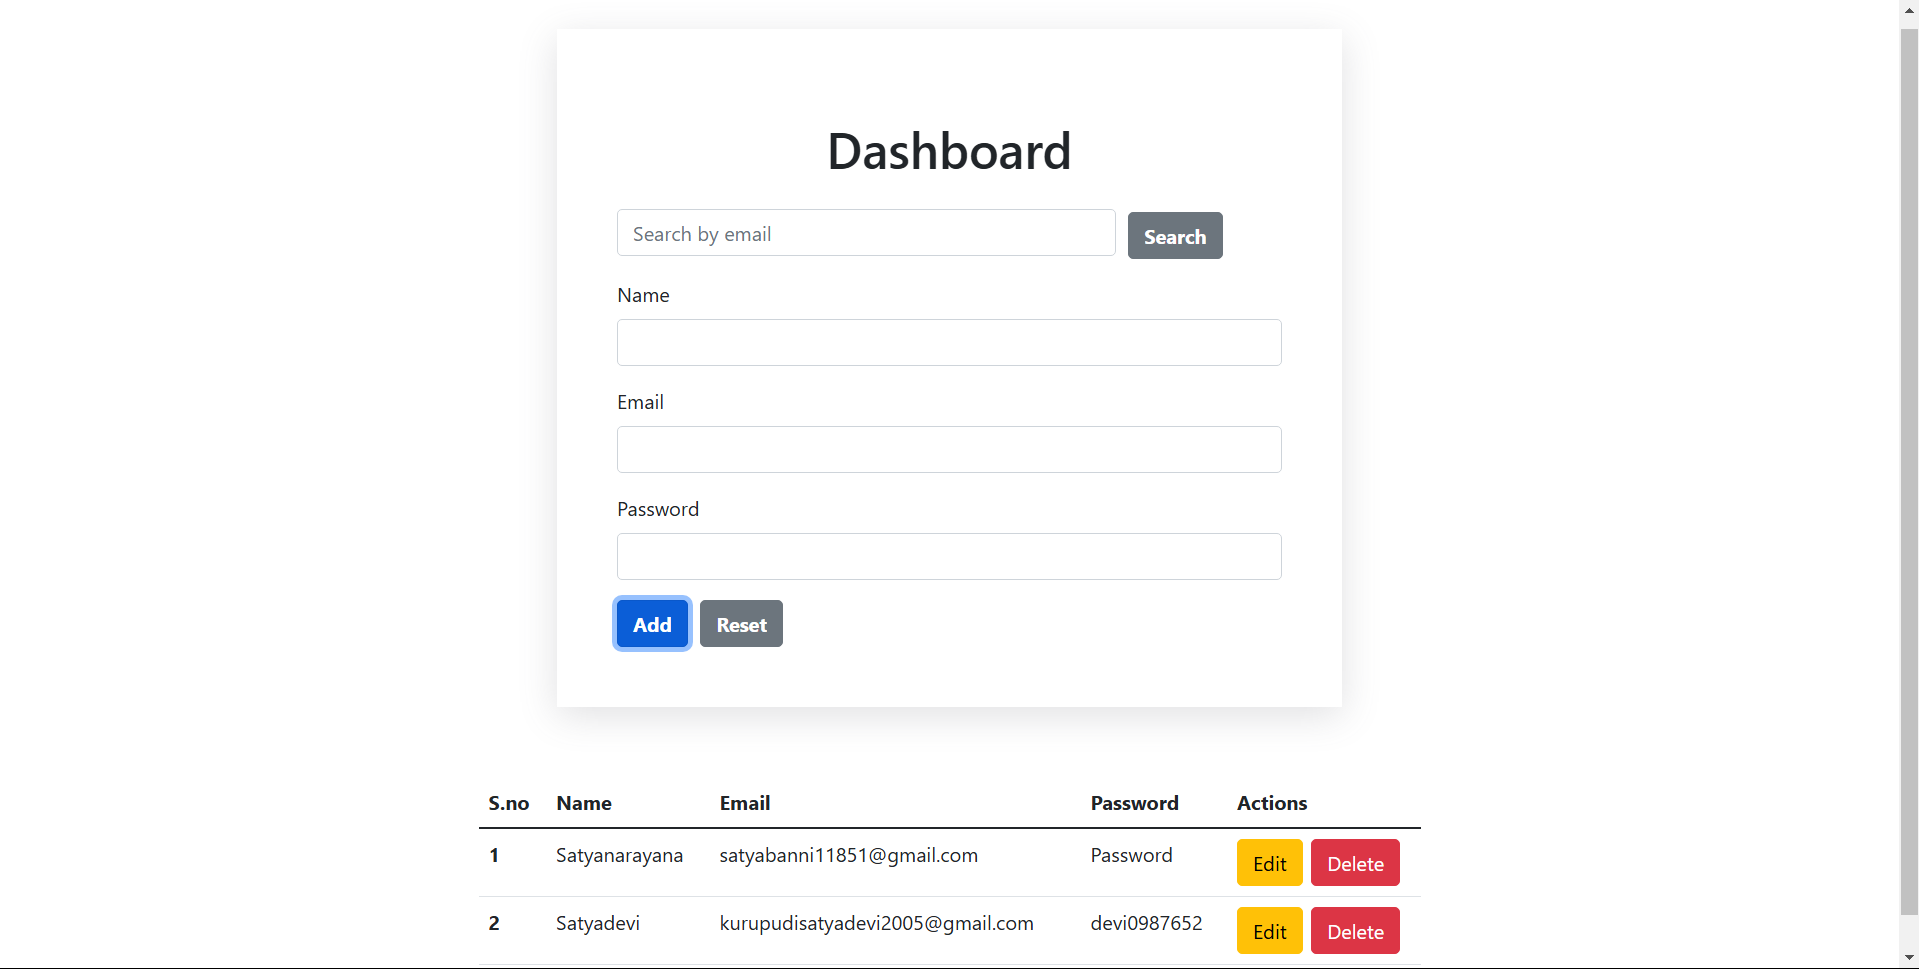 Dashboard
Search by email Search
Name
Email
Password
Add Reset
S.no Name Email Password Actions
1 Satyanarayana satyabanni11851@gmail.com Password Edit Delete
2 Satyadevi kurupudisatyadevi2005@gmail.com devi0987652 Edit Delete